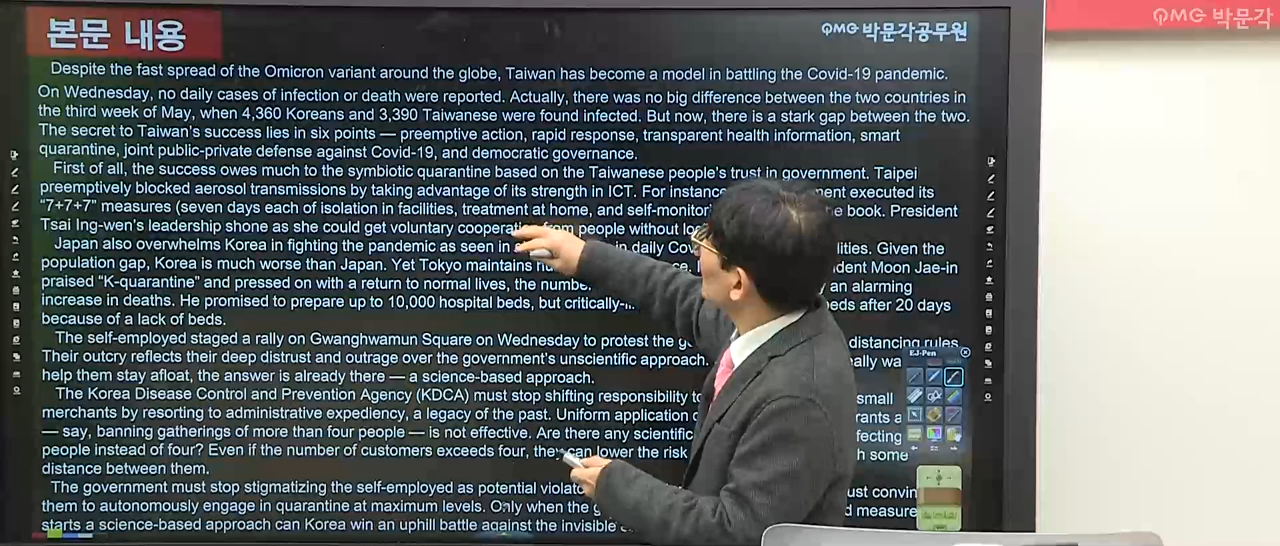 본문 내용
QMG 박문각공무원
QMG 박문각
Despite the fast spread of the Omicron variant around the globe, Taiwan has become a model in battling the Covid-19 pandemic.
On Wednesday, no daily cases of infection or death were reported. Actually, there was no big difference between the two countries in
the third week of May, when 4,360 Koreans and 3,390 Taiwanese were found infected. But now, there is a stark gap between the two.
The secret to Taiwan's success lies in six points — preemptive action, rapid response, transparent health information, smart
quarantine, joint public-private defense against Covid-19, and democratic governance.
First of all, the success owes much to the symbiotic quarantine based on the Taiwanese people's trust in government. Taipei
preemptively blocked aerosol transmissions by taking advantage of its strength in ICT. For instance executed its
"7+7+7" measures (seven days each of isolation in facilities, treatment at home, and book. President
Tsai Ing-wen's leadership shone as she could get voluntary from people without
Japan also overwhelms Korea in fighting the pandemic as seen in in daily Given the
population gap, Korea is much worse than Japan. Yet Tokyo maintains Moon Jae-in
praised "K-quarantine" and pressed on with a return to normal lives, the an alarming
increase in deaths. He promised to prepare up to 10,000 hospital beds, but beds after 20 days
because of a lack of beds.
The self-employed staged a rally on Gwanghwamun Square on Wednesday to protest the distancing rules.
Their outcry reflects their deep distrust and outrage over the government's unscientific approach.
help them stay afloat, the answer is already there — a science-based approach.
The Korea Disease Control and Prevention Agency (KDCA) must stop shifting responsibility small
merchants by resorting to administrative expediency, a legacy of the past. Uniform application
— say, banning gatherings of more than four people — is not effective. Are there any scientific
people instead of four? Even if the number of customers exceeds four, they can lower the risk some
distance between them.
The government must stop stigmatizing the self-employed as potential
them to autonomously engage in quarantine at maximum levels. Only when the
starts a science-based approach can Korea win an uphill battle against the invisible
EJ-Pen